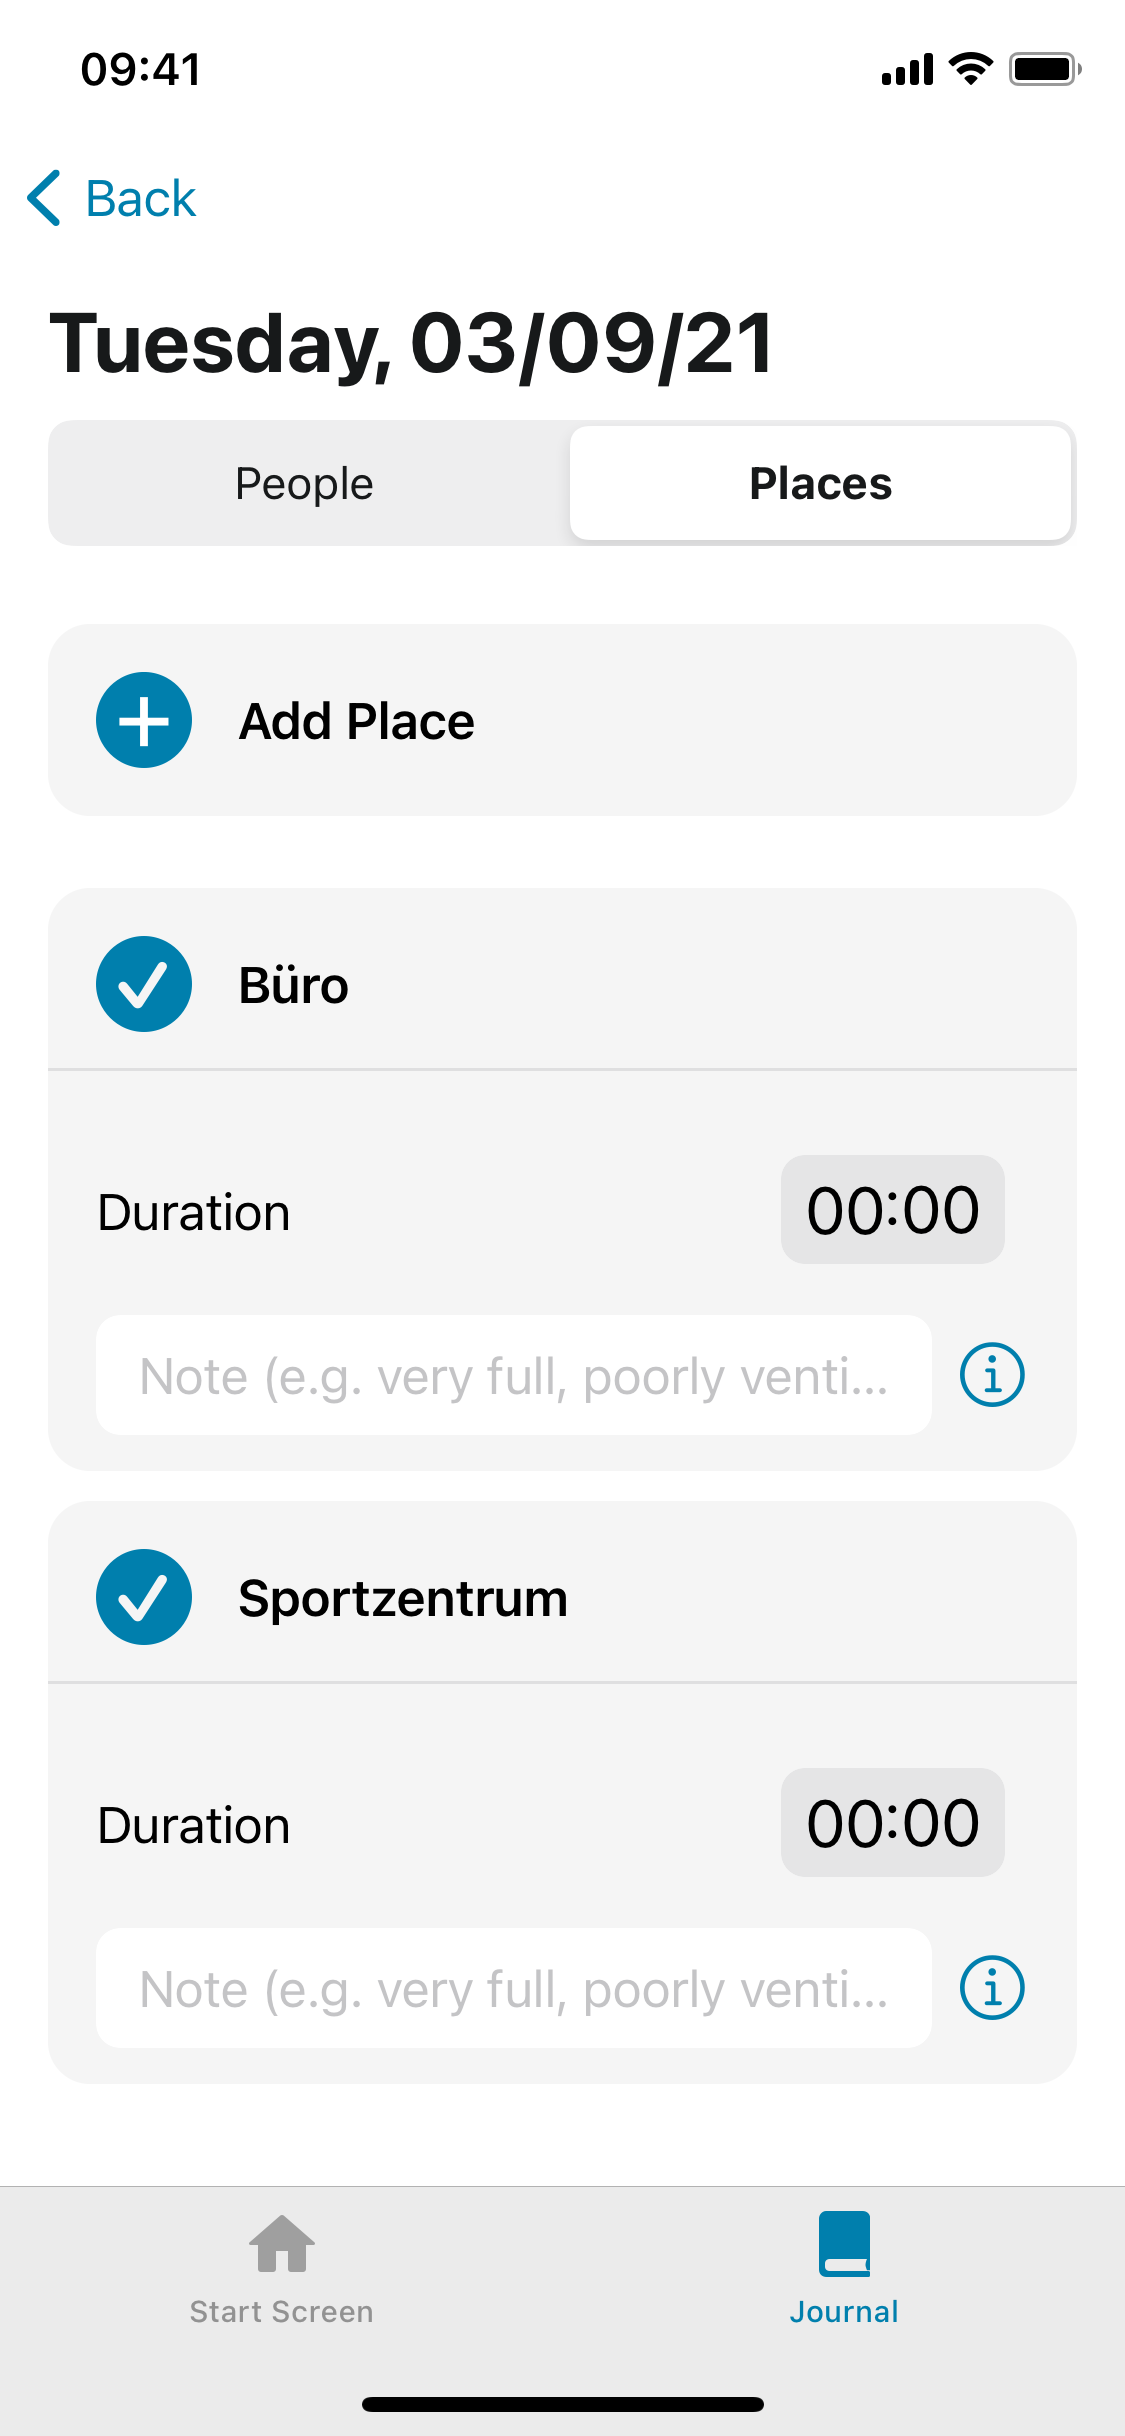 09:41
Back
Tuesday, 03/09/21
People
Places
Add Place
Büro
Duration
00:00
Note (e.g. very full, poorly venti...
Sportzentrum
Duration
00:00
Note (e.g. very full, poorly venti...
Start Screen
Journal